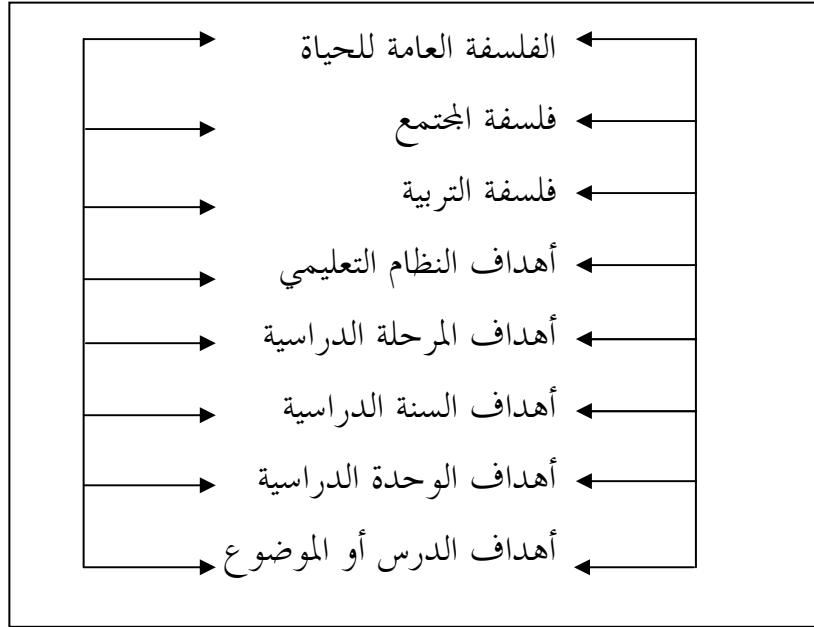 الفلسفة العامة للحياة
فلسفة المجتمع
فلسفة التربية
أهداف النظام التعليمي
أهداف المرحلة الدراسية
أهداف السنة الدراسية
أهداف الوحدة الدراسية
أهداف الدرس أو الموضوع